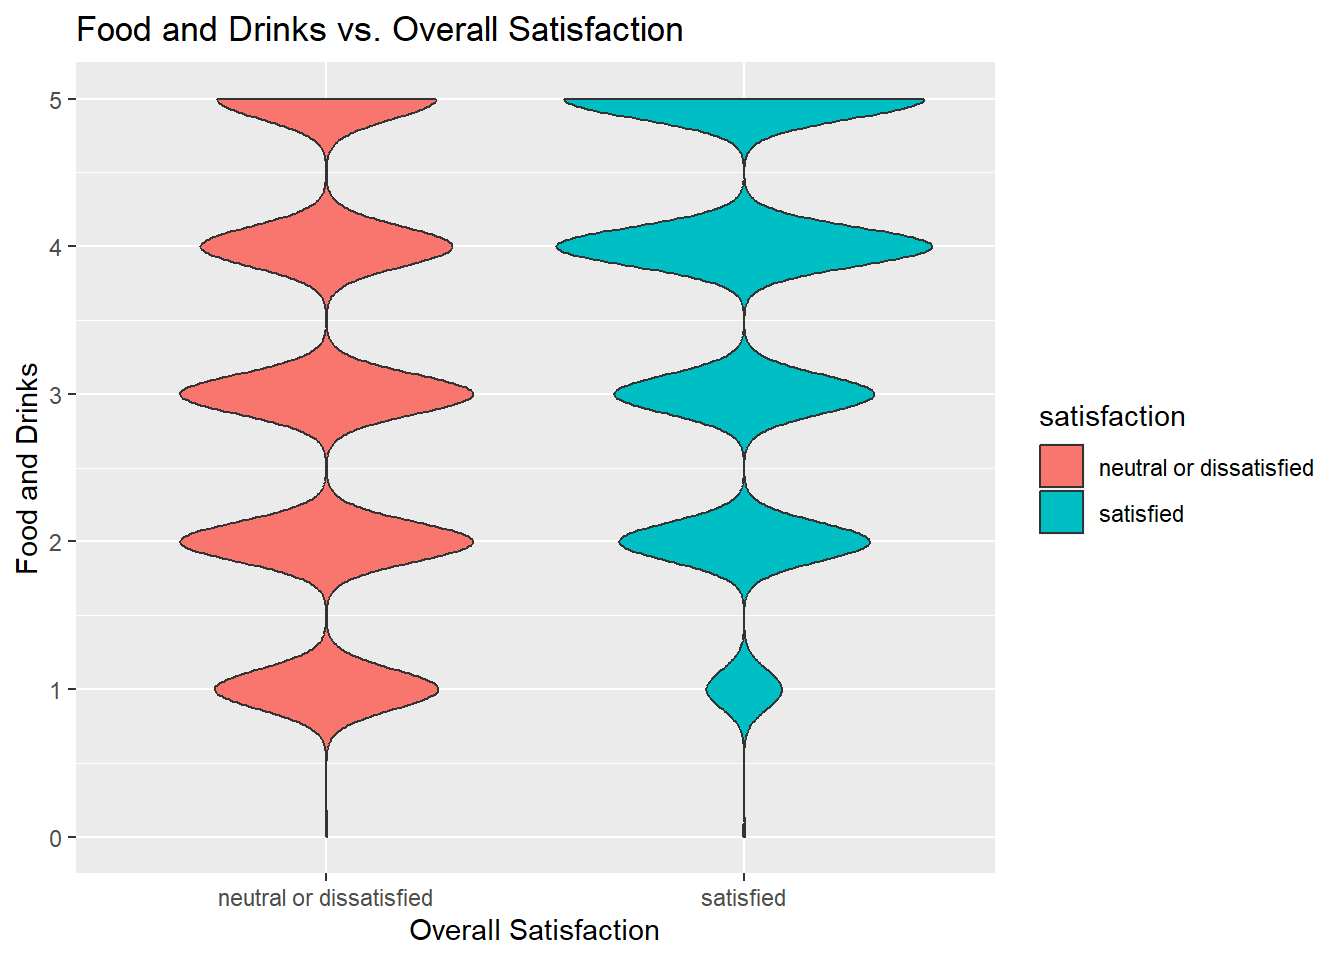 Food and Drinks vs. Overall Satisfaction
Food and Drinks
5
4
3
2
1
0
neutral or dissatisfied
satisfied
Overall Satisfaction
satisfaction
neutral or dissatisfied
satisfied